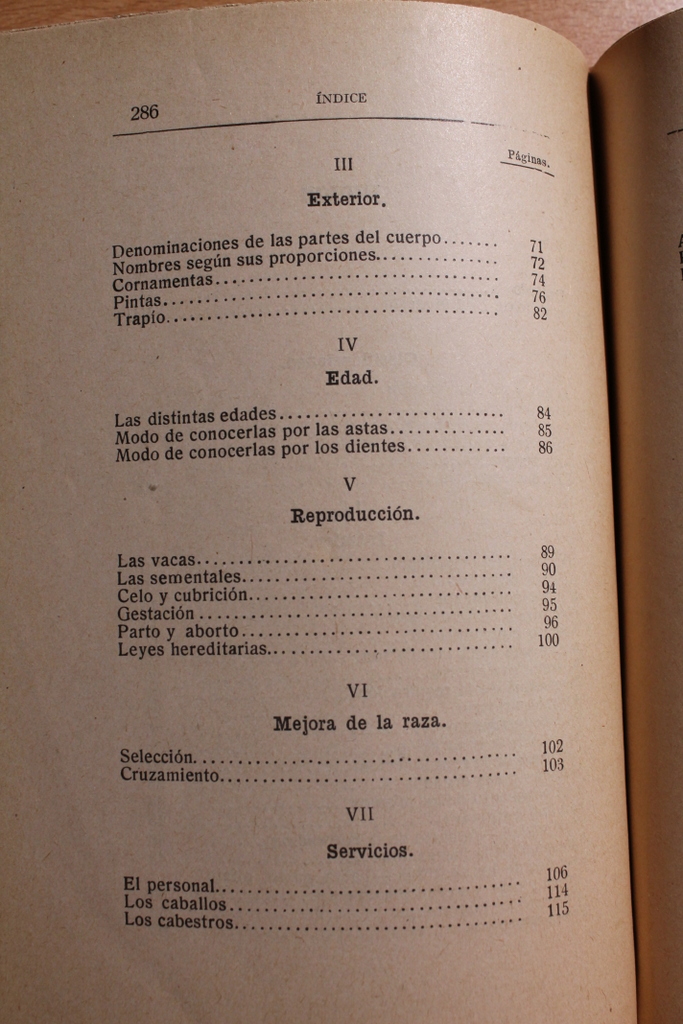 286
ÍNDICE
Páginas.
III
Exterior.
Denominaciones de las partes del cuerpo....... 71
Nombres según sus proporciones.............. 72
Cornamentas................................ 74
Pintas...................................... 76
Trapío...................................... 82
IV
Edad.
Las distintas edades.......................... 84
Modo de conocerlas por las astas.............. 85
Modo de conocerlas por los dientes............ 86
V
Reproducción.
Las vacas.................................... 89
Las sementales............................... 90
Celo y cubrición.............................. 94
Gestación.................................... 95
Parto y aborto............................... 96
Leyes hereditarias............................ 100
VI
Mejora de la raza.
Selección.................................... 102
Cruzamiento.................................. 103
VII
Servicios.
El personal................................... 106
Los caballos.................................. 114
Los cabestros................................. 115